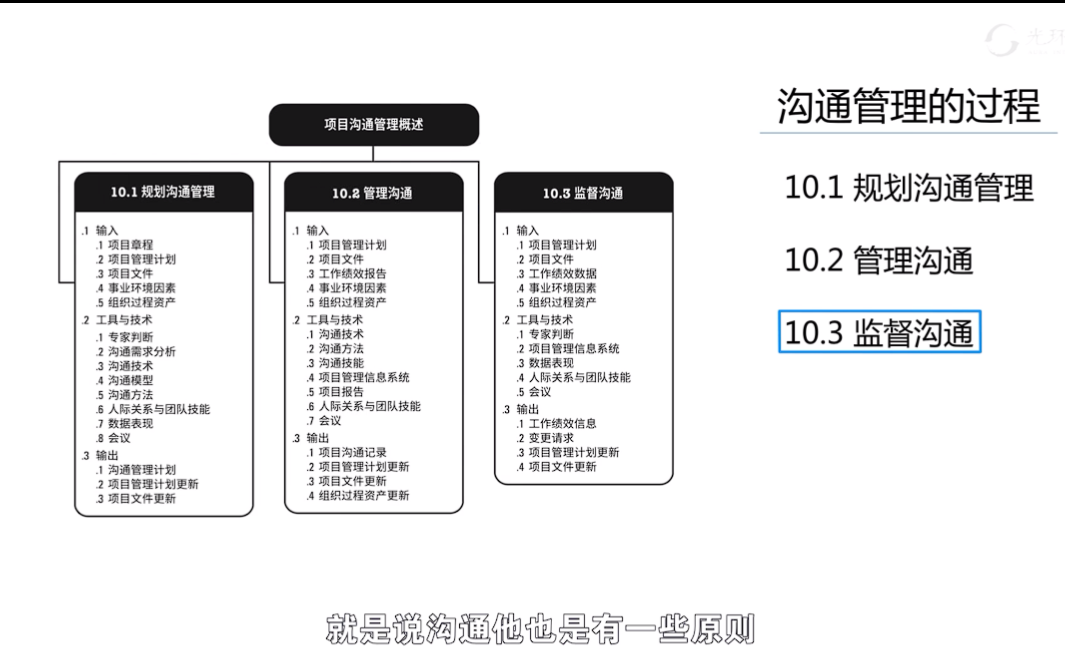 光环
沟通管理的过程
项目沟通管理概述
10.1 规划沟通管理
.1 输入
.1 项目章程
.2 项目管理计划
.3 项目文件
.4 事业环境因素
.5 组织过程资产
.2 工具与技术
.1 专家判断
.2 沟通需求分析
.3 沟通技术
.4 沟通模型
.5 沟通方法
.6 人际关系与团队技能
.7 数据表现
.8 会议
.3 输出
.1 沟通管理计划
.2 项目管理计划更新
.3 项目文件更新
10.2 管理沟通
.1 输入
.1 项目管理计划
.2 项目文件
.3 工作绩效报告
.4 事业环境因素
.5 组织过程资产
.2 工具与技术
.1 沟通技术
.2 沟通方法
.3 沟通技能
.4 项目管理信息系统
.5 项目报告
.6 人际关系与团队技能
.7 会议
.3 输出
.1 项目沟通记录
.2 项目管理计划更新
.3 项目文件更新
.4 组织过程资产更新
10.3 监督沟通
.1 输入
.1 项目管理计划
.2 项目文件
.3 工作绩效数据
.4 事业环境因素
.5 组织过程资产
.2 工具与技术
.1 专家判断
.2 项目管理信息系统
.3 数据表现
.4 人际关系与团队技能
.5 会议
.3 输出
.1 工作绩效信息
.2 变更请求
.3 项目管理计划更新
.4 项目文件更新
10.1 规划沟通管理
10.2 管理沟通
10.3 监督沟通
就是说沟通他也是有一些原则